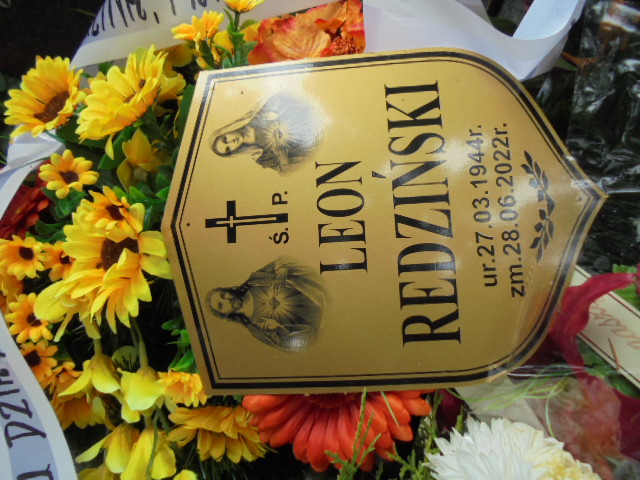 Ś. P.
LEON
REDZIŃSKI
ur.27.03.1944r.
zm.28.06.2022r.